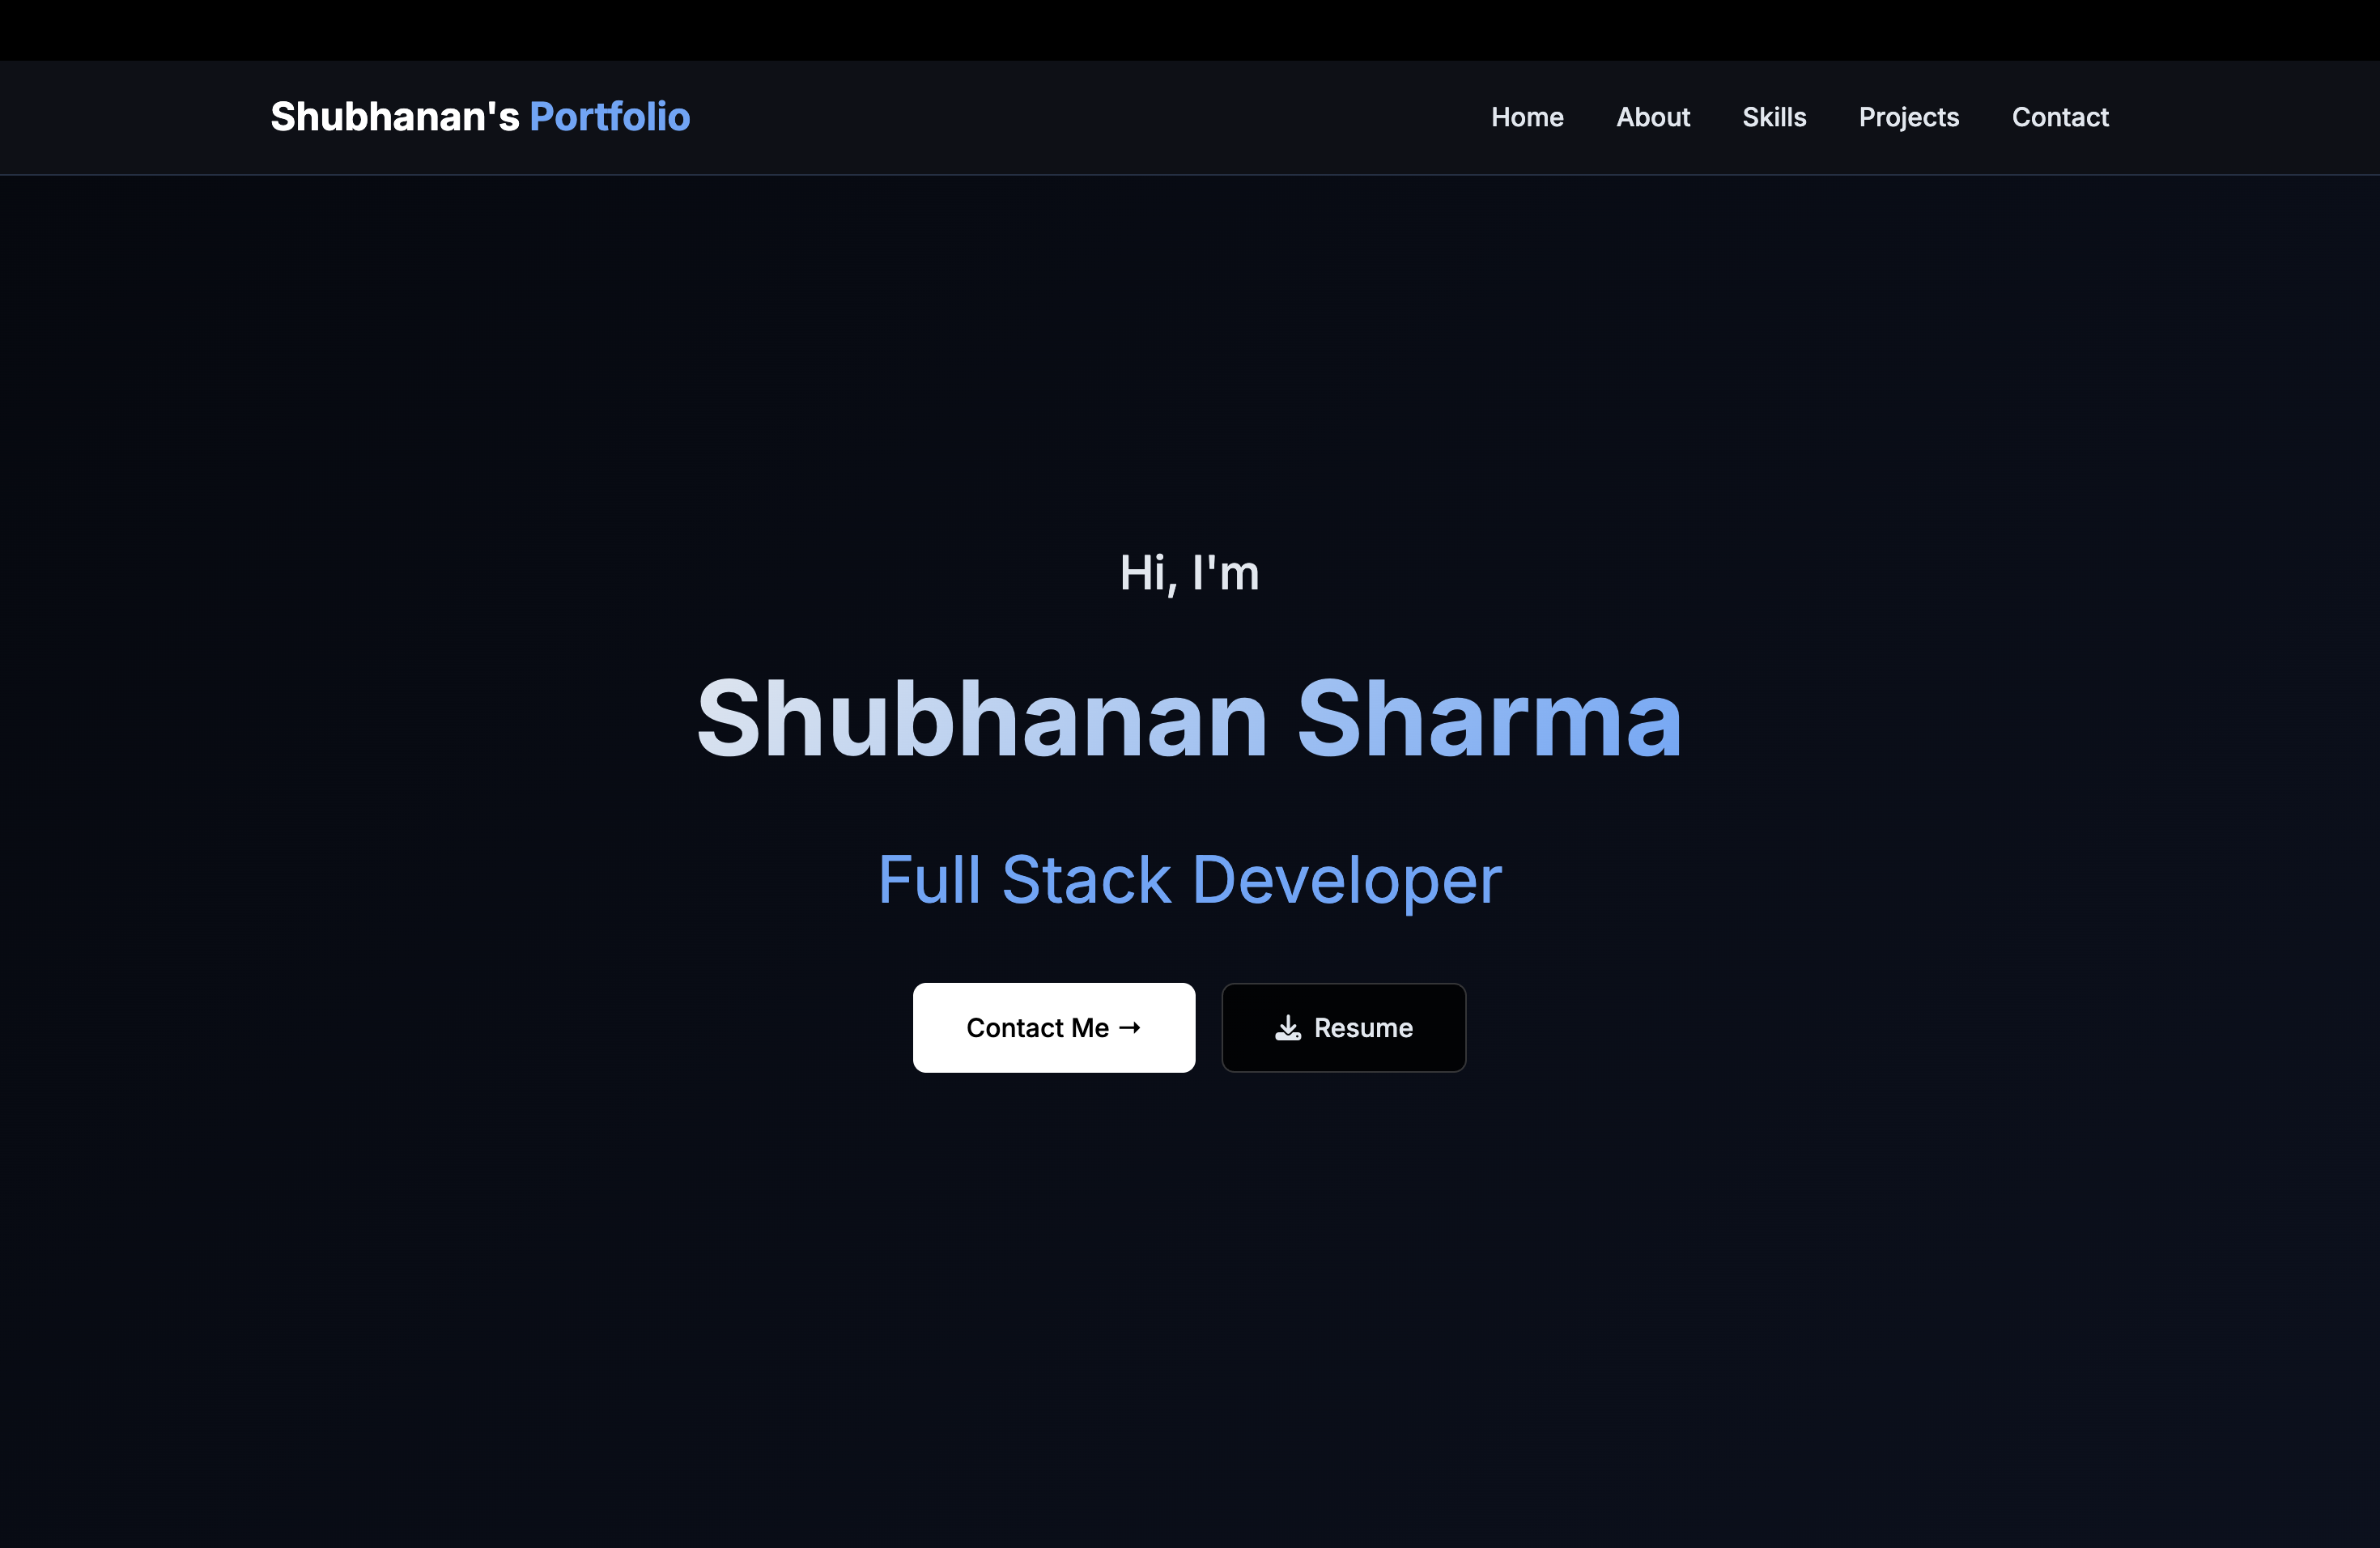 Shubhanan's Portfolio
Home About Skills Projects Contact
Hi, I'm
Shubhanan Sharma
Full Stack Developer
Contact Me →
Resume